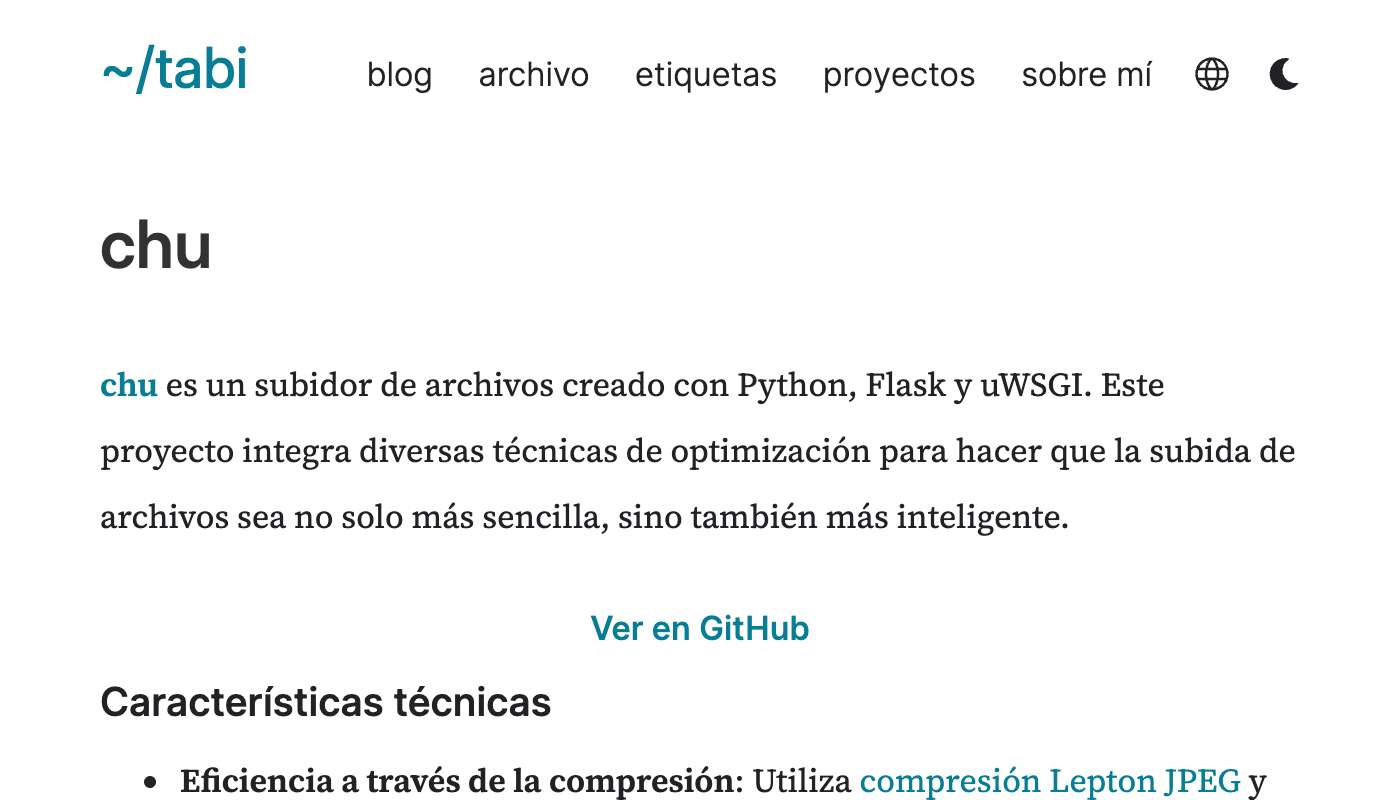 ~/tabi blog archivo etiquetas proyectos sobre mí
chu
chu es un subidor de archivos creado con Python, Flask y uWSGI. Este
proyecto integra diversas técnicas de optimización para hacer que la subida de
archivos sea no solo más sencilla, sino también más inteligente.
Ver en GitHub
Características técnicas
• Eficiencia a través de la compresión: Utiliza compresión Lepton JPEG y